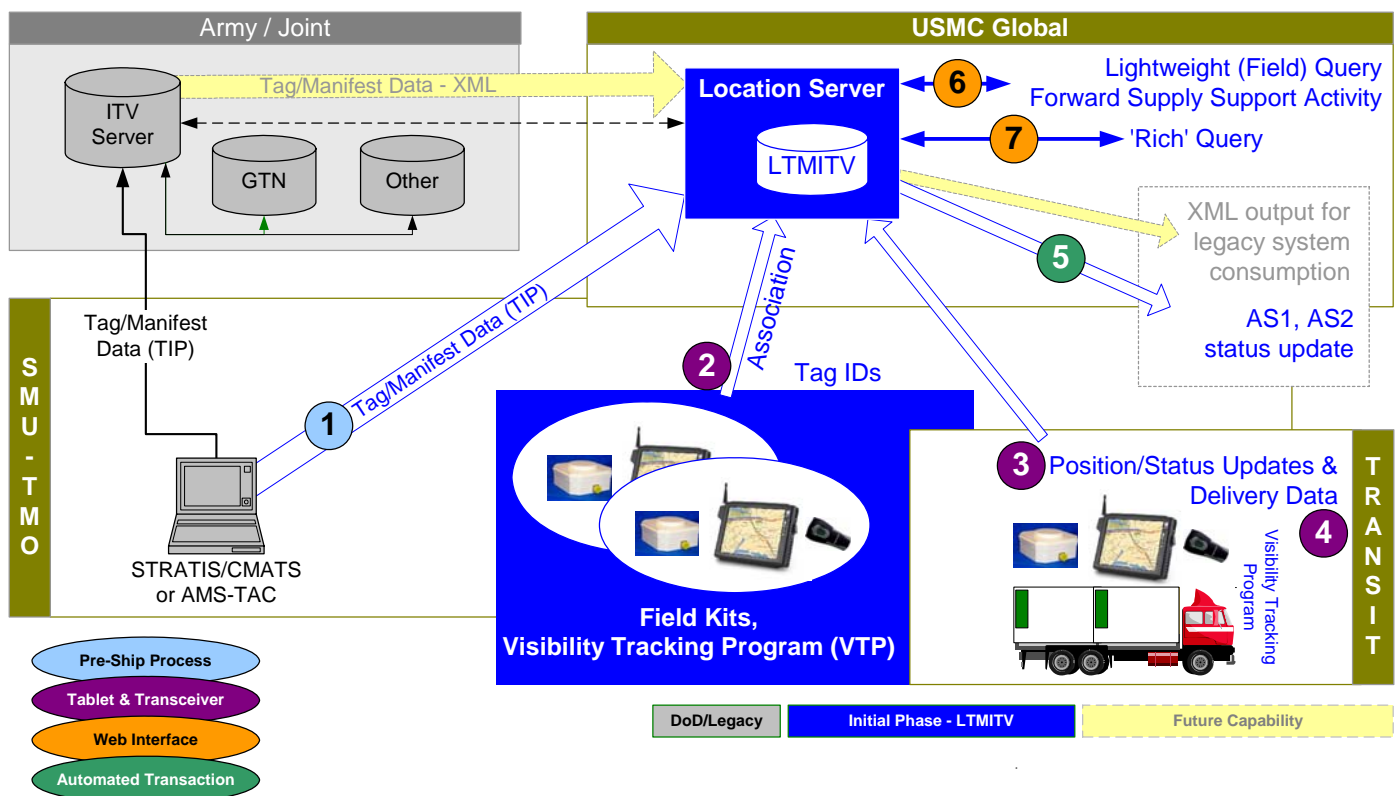 Army / Joint
USMC Global
Tag/Manifest Data - XML
ITV
Server
GTN
Other
Location Server
LTMITV
6
Lightweight (Field) Query
Forward Supply Support Activity
7
'Rich' Query
XML output for
legacy system
consumption
5
AS1, AS2
status update
Tag/Manifest
Data (TIP)
Tag/Manifest Data (TIP)
1
Association
2
Tag IDs
SMU-TMO
STRATIS/CMATS
or AMS-TAC
Field Kits,
Visibility Tracking Program (VTP)
3
Position/Status Updates &
Delivery Data
4
Visibility Tracking
Program
TRANSIT
Pre-Ship Process
Tablet & Transceiver
Web Interface
Automated Transaction
DoD/Legacy
Initial Phase - LTMITV
Future Capability